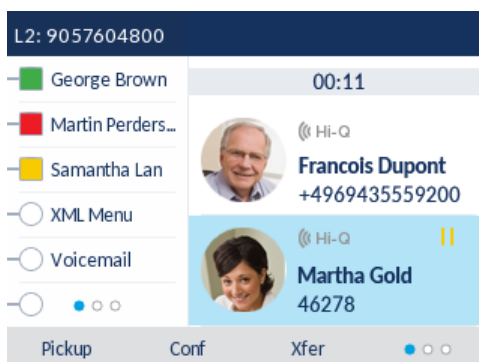 L2: 9057604800
George Brown
Martin Perders...
Samantha Lan
XML Menu
Voicemail
00:11
Hi-Q
Francois Dupont
+4969435559200
Hi-Q
Martha Gold
46278
Pickup Conf Xfer